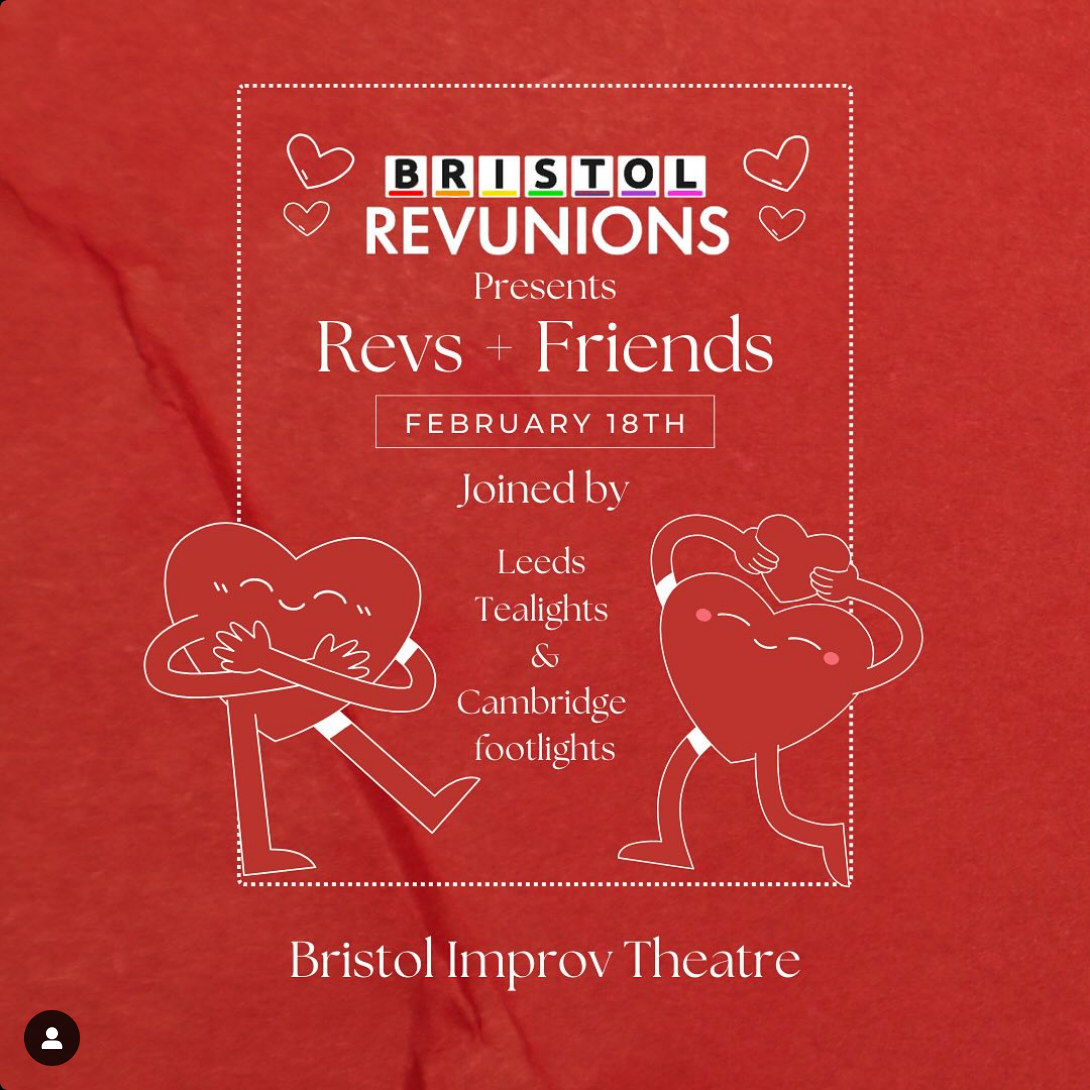 BRISTOL
REVUNIONS
Presents
Revs + Friends
FEBRUARY 18TH
Joined by
Leeds
Tealights
&
Cambridge
footlights
Bristol Improv Theatre